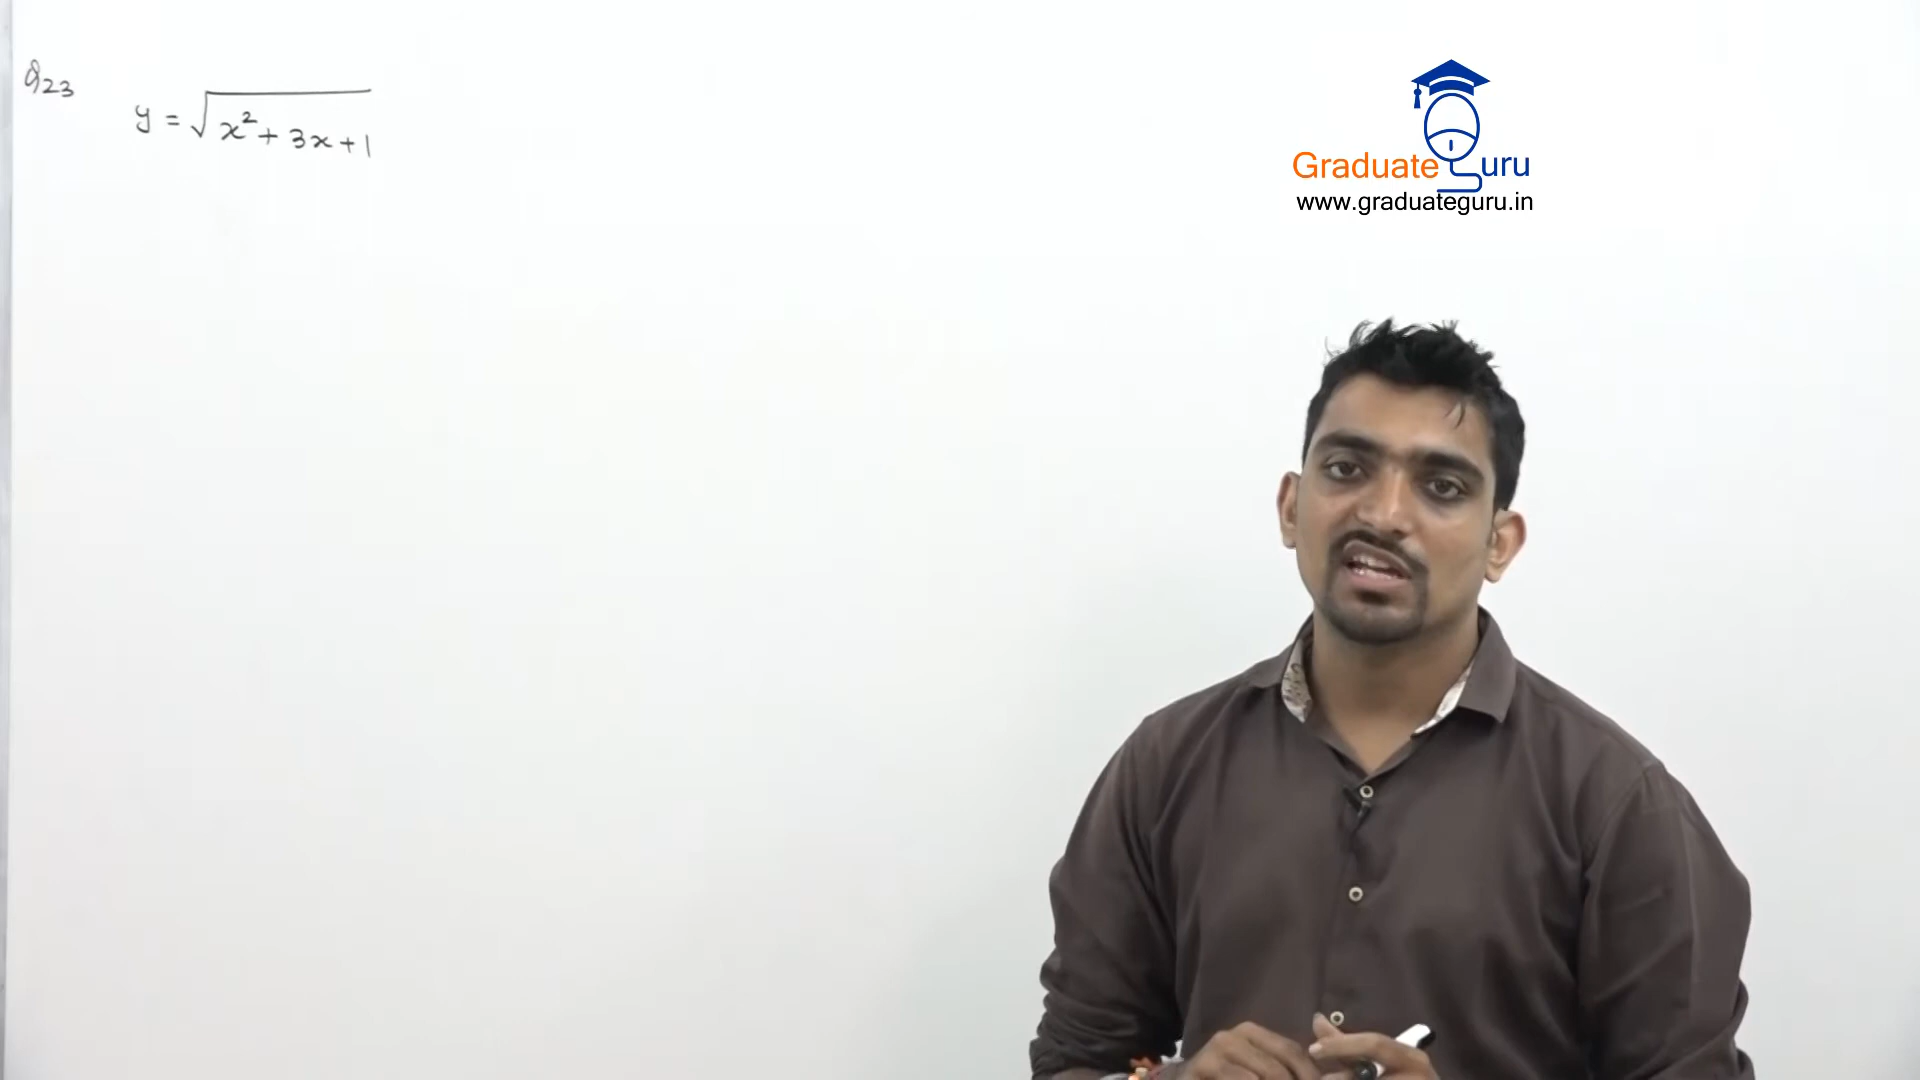 Q23
y = √x² + 3x + 1
Graduate Guru
www.graduateguru.in